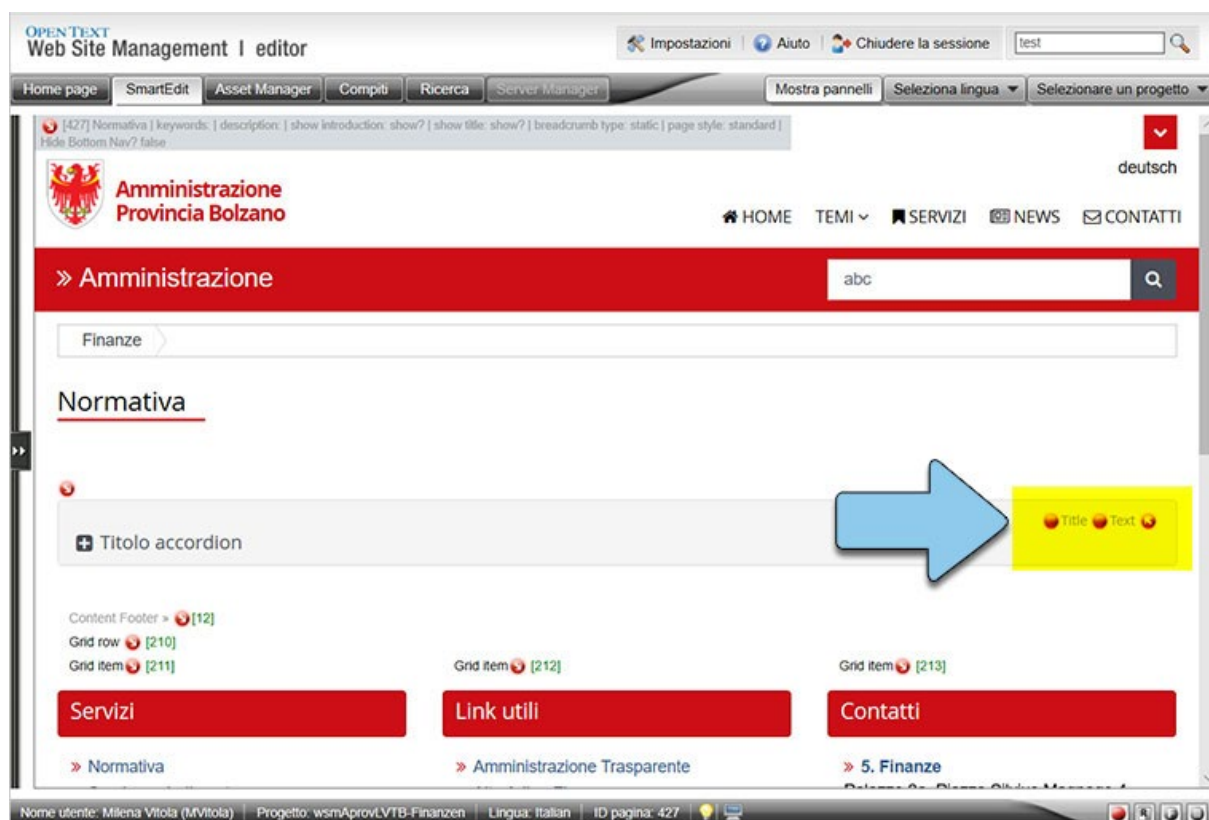 OPEN TEXT
Web Site Management | editor
Impostazioni | Aiuto | Chiudere la sessione
test
Home page
SmartEdit
Asset Manager
Compiti
Ricerca
Server Manager
Mostra pannelli
Seleziona lingua
Selezionare un progetto
[427] Normativa | keywords: | description: | show introduction: show? | show title: show? | breadcrumb type: static | page style: standard |
Hide Bottom Nav? false
deutsch
Amministrazione
Provincia Bolzano
HOME TEMI SERVIZI NEWS CONTATTI
» Amministrazione
abc
Finanze
Normativa
Title Text
Titolo accordion
Content Footer » [12]
Grid row [210]
Grid item [211]
Grid item [212]
Grid item [213]
Servizi
Link utili
Contatti
» Normativa
» Amministrazione Trasparente
» 5. Finanze
Nome utente: Milena Vitola (MVitola) | Progetto: wsmAprovLVTB-Finanzen | Lingua: Italian | ID pagina: 427